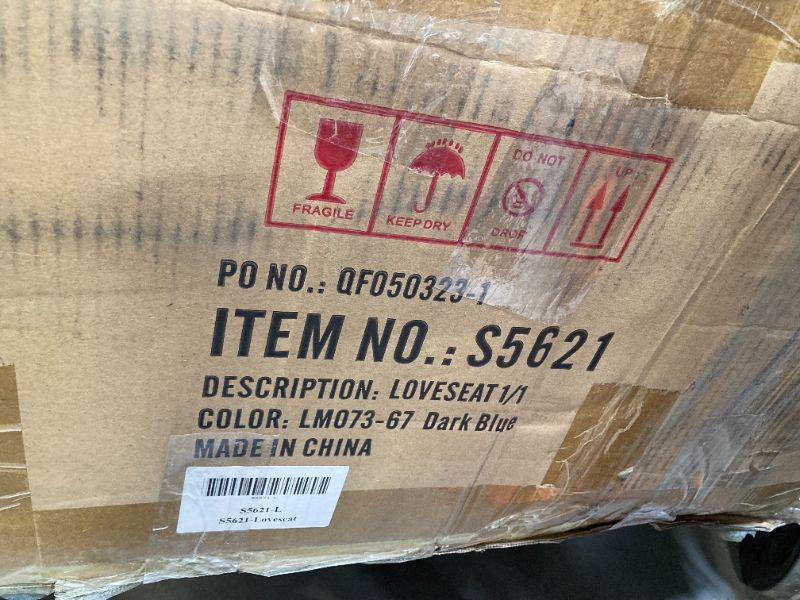 FRAGILE
KEEP DRY
DO NOT
DROP
UP
PO NO.: QF050323-1
ITEM NO.: S5621
DESCRIPTION: LOVESEAT 1/1
COLOR: LM073-67 Dark Blue
MADE IN CHINA
S5621-L
S5621-Loveseat